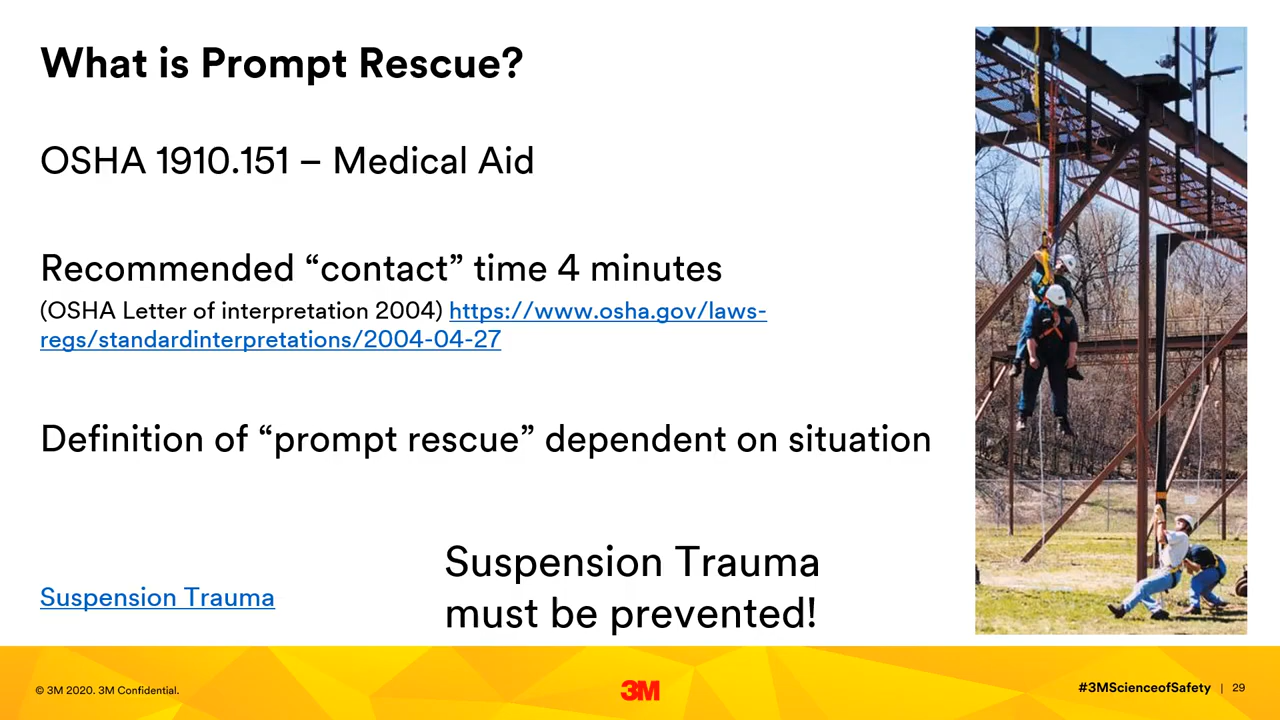 What is Prompt Rescue?
OSHA 1910.151 – Medical Aid
Recommended “contact” time 4 minutes
(OSHA Letter of interpretation 2004) https://www.osha.gov/laws-
regs/standardinterpretations/2004-04-27
Definition of “prompt rescue” dependent on situation
Suspension Trauma
must be prevented!
Suspension Trauma
© 3M 2020. 3M Confidential.
3M
#3MScienceofSafety | 29